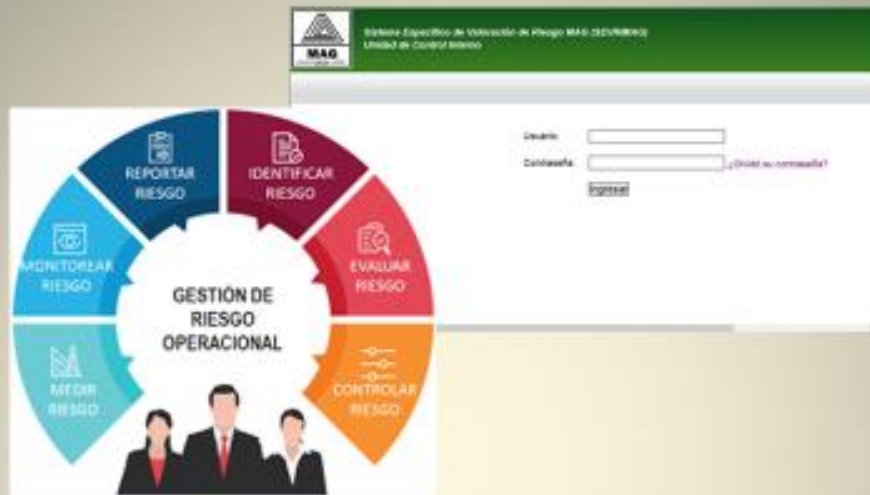 MAG
Sistema Específico de Valoración de Riesgo MAG (SEVRIMAG)
Unidad de Control Interno
Usuario
Contraseña
¿Olvidó su contraseña?
Ingresar
REPORTAR
RIESGO
IDENTIFICAR
RIESGO
MONITOREAR
RIESGO
EVALUAR
RIESGO
MEDIR
RIESGO
CONTROLAR
RIESGO
GESTIÓN DE
RIESGO
OPERACIONAL